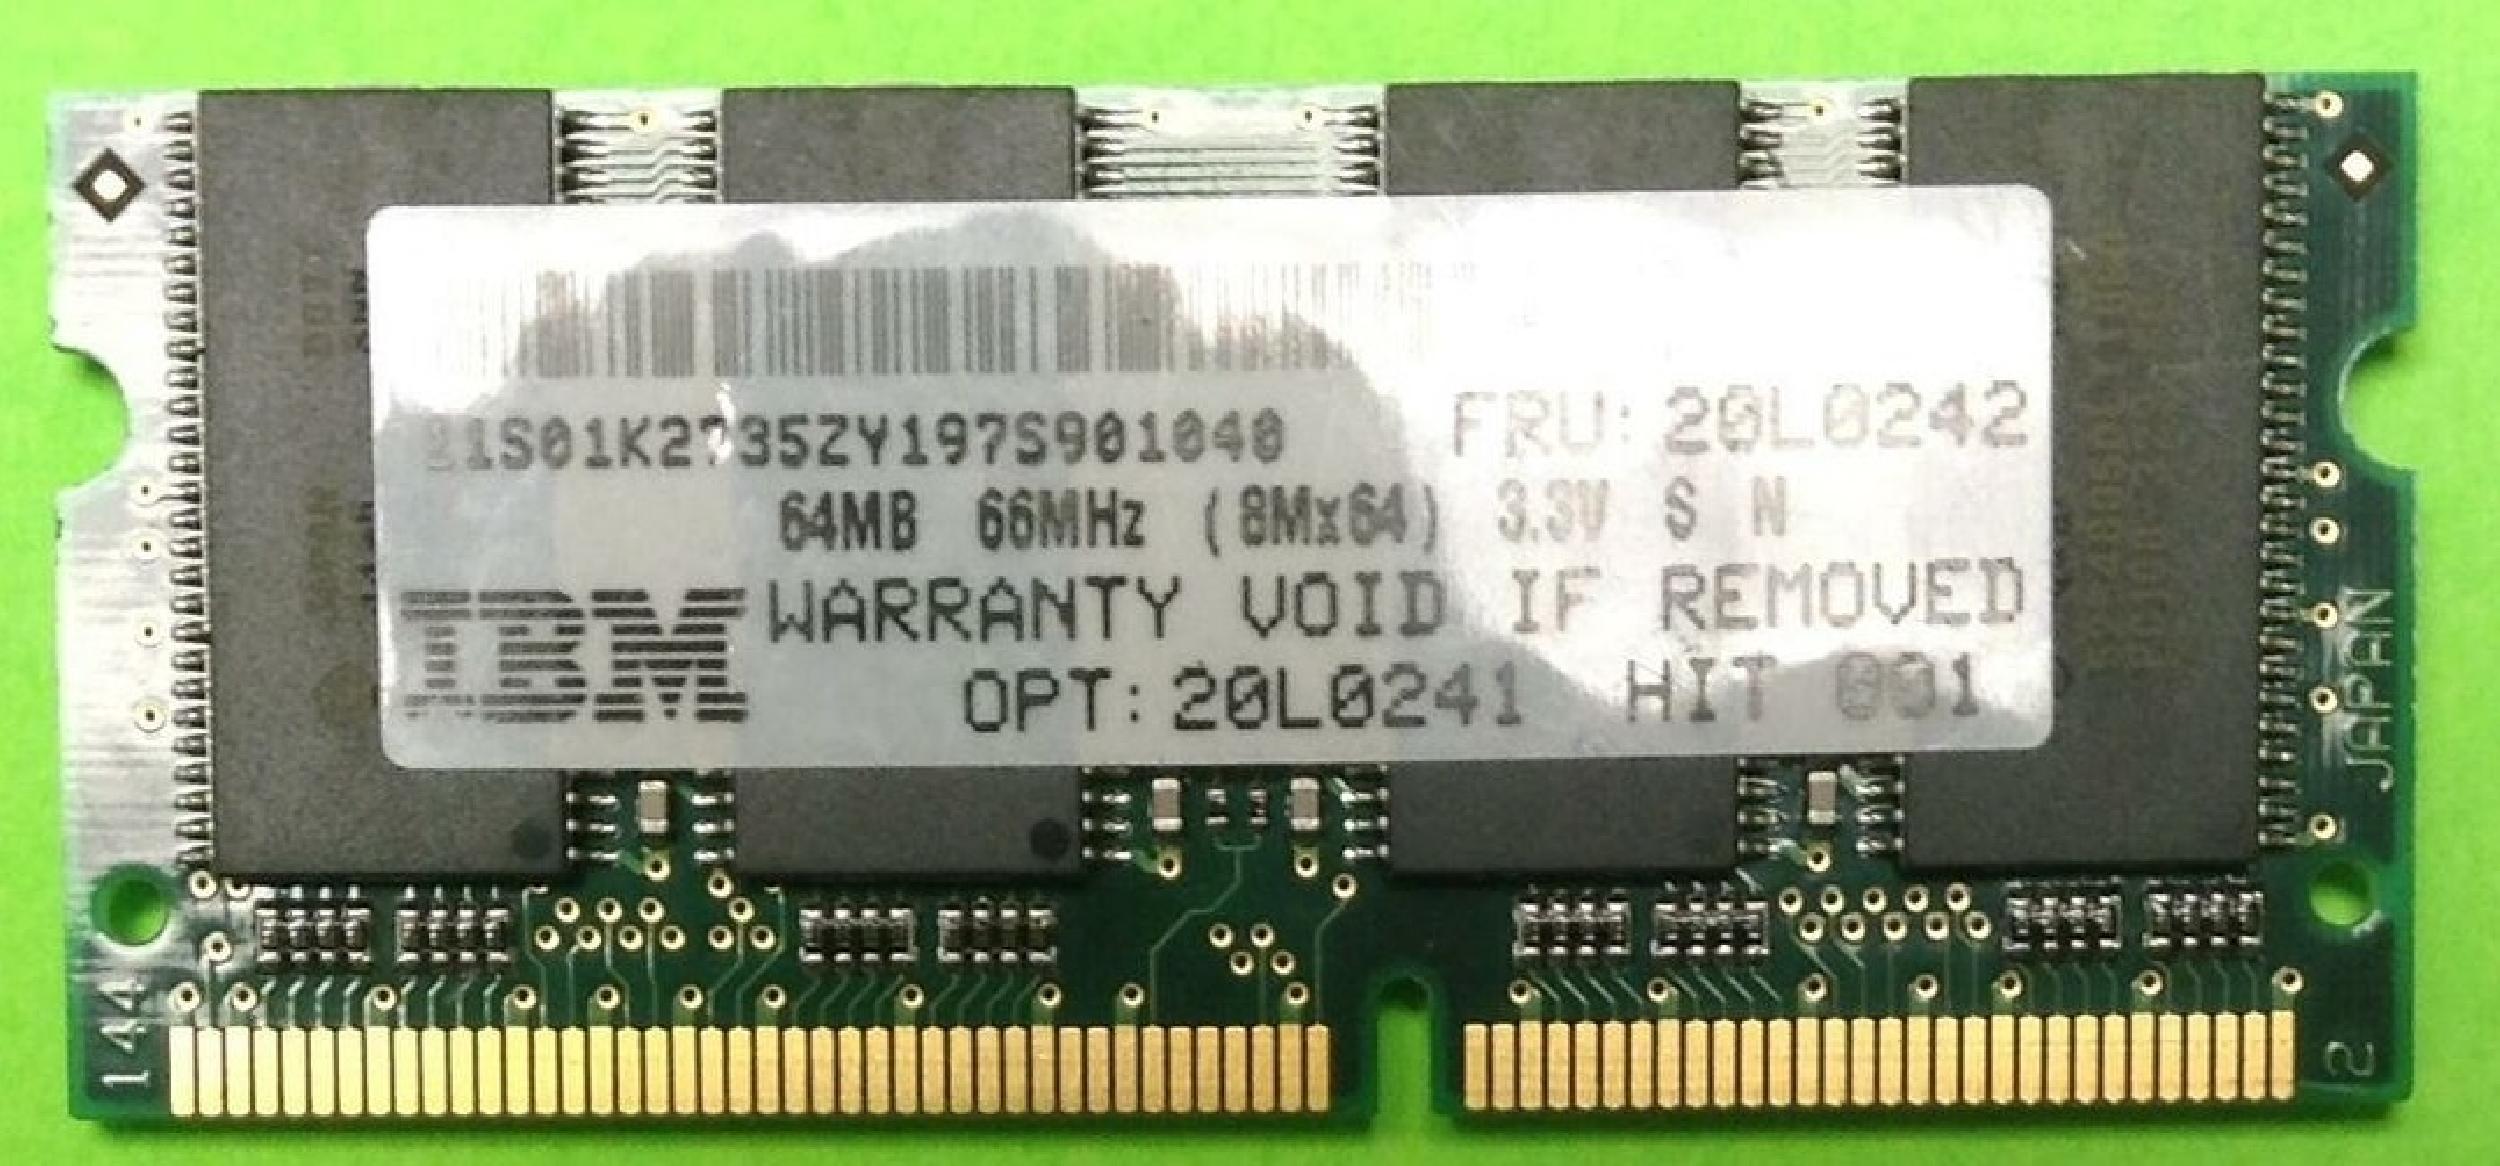 FRU: 20L0242
64MB 66MHz (8Mx64) 3.3V S N
IBM WARRANTY VOID IF REMOVED
OPT: 20L0241 HIT 001
JAPAN
144
2